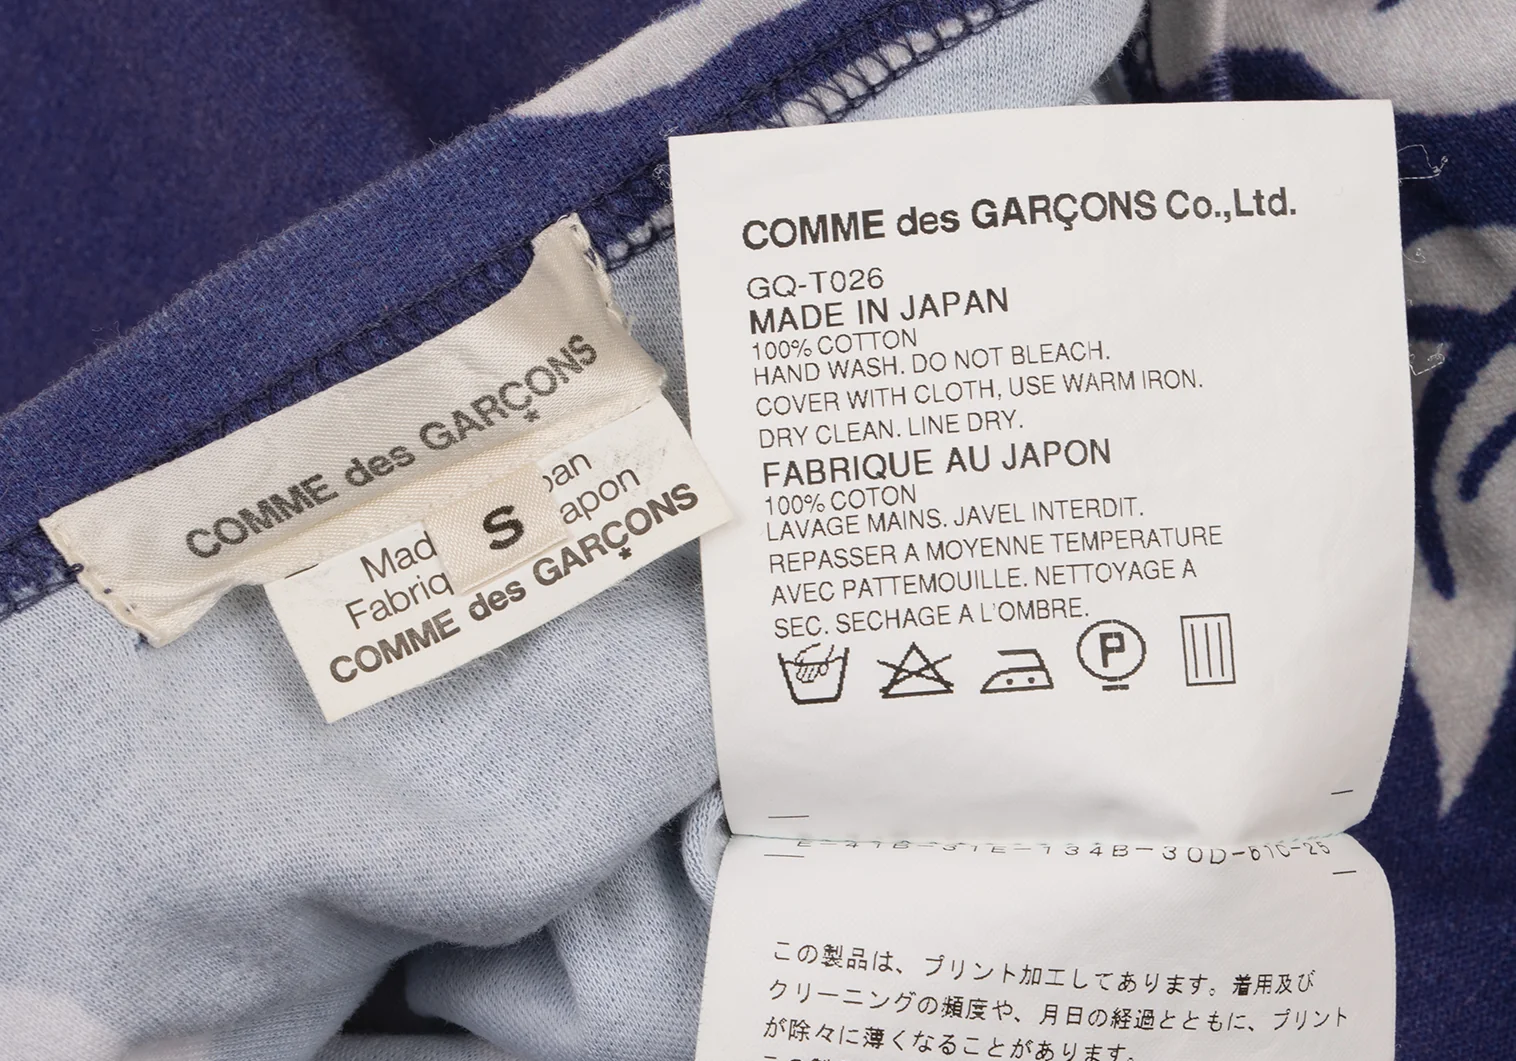 COMME des GARÇONS
S
Mad pan
Fabriq apon
COMME des GARÇONS
COMME des GARÇONS Co.,Ltd.
GQ-T026
MADE IN JAPAN
100% COTTON
HAND WASH. DO NOT BLEACH.
COVER WITH CLOTH, USE WARM IRON.
DRY CLEAN. LINE DRY.
FABRIQUE AU JAPON
100% COTON
LAVAGE MAINS. JAVEL INTERDIT.
REPASSER A MOYENNE TEMPERATURE
AVEC PATTEMOUILLE. NETTOYAGE A
SEC. SECHAGE A L'OMBRE.
P
この製品は、プリント加工してあります。着用及び
クリーニングの頻度や、月日の経過とともに、プリント
が除々に薄くなることがあります。